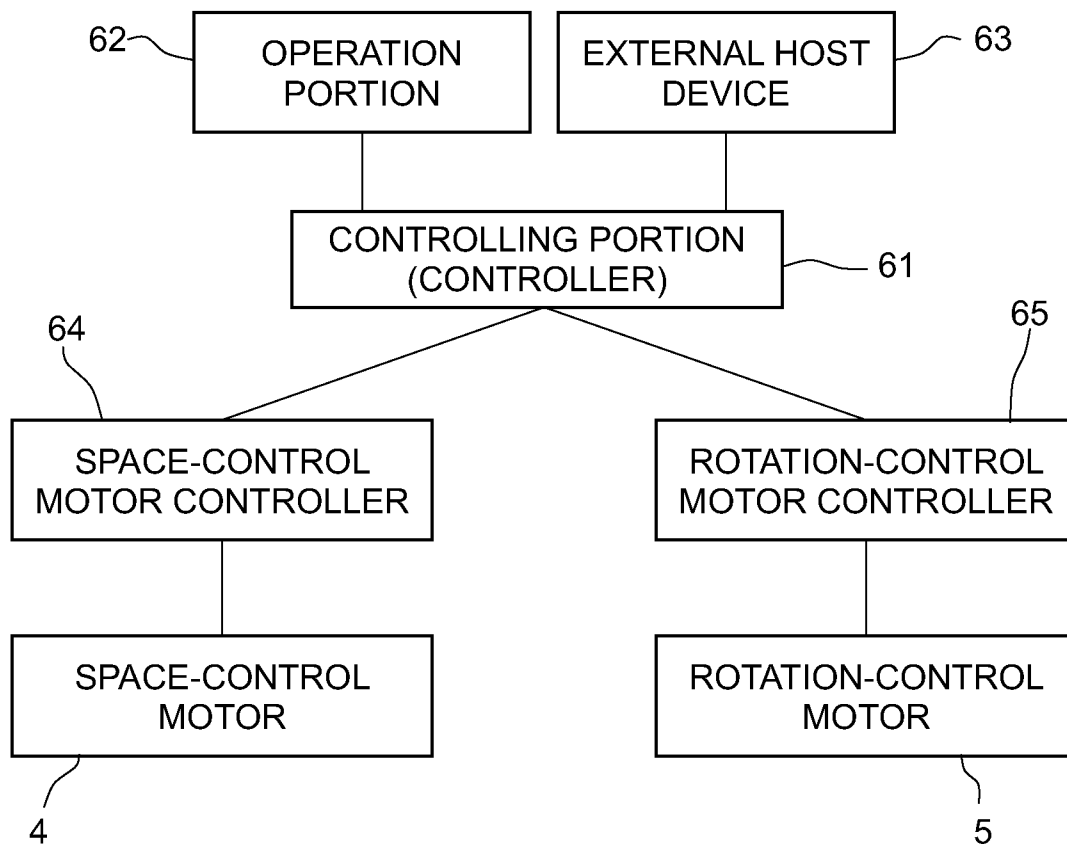 62
OPERATION
PORTION
EXTERNAL HOST
DEVICE
63
CONTROLLING PORTION
(CONTROLLER)
61
64
65
SPACE-CONTROL
MOTOR CONTROLLER
ROTATION-CONTROL
MOTOR CONTROLLER
SPACE-CONTROL
MOTOR
ROTATION-CONTROL
MOTOR
4
5